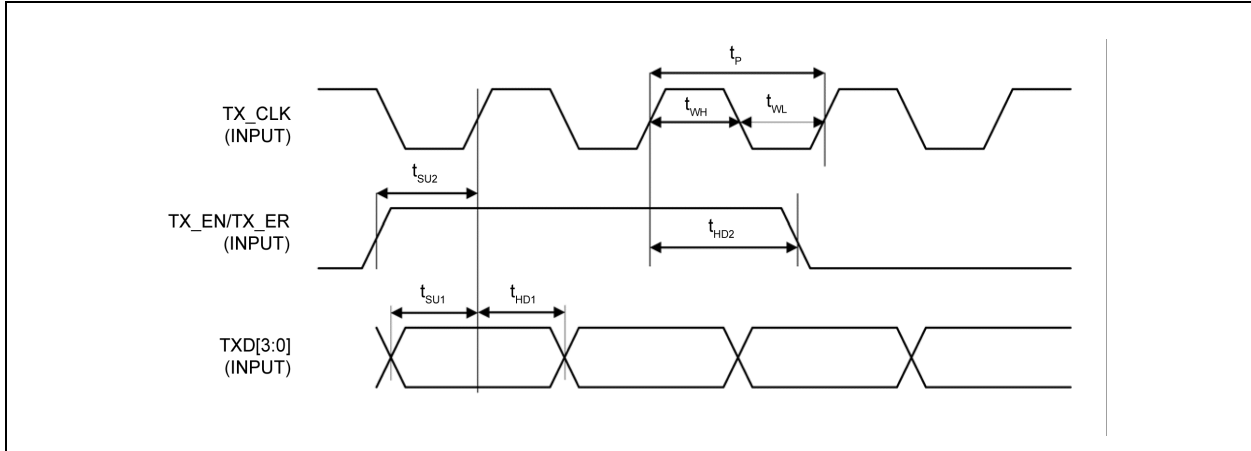 t_P
TX_CLK
(INPUT)
t_WH
t_WL
t_SU2
TX_EN/TX_ER
(INPUT)
t_HD2
t_SU1
t_HD1
TXD[3:0]
(INPUT)